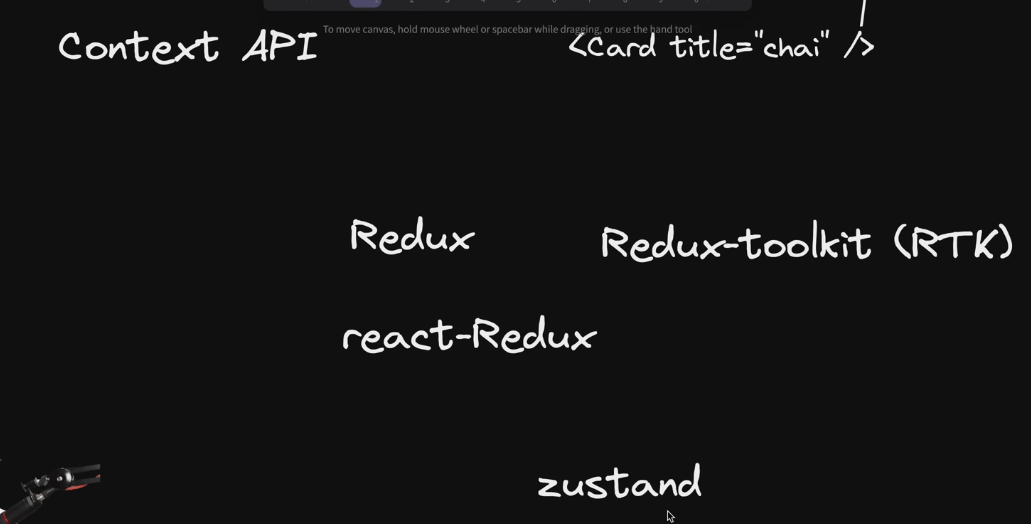 To move canvas, hold mouse wheel or spacebar while dragging, or use the hand tool
Context API
<Card title="chai" />
Redux
Redux-toolkit (RTK)
react-Redux
zustand